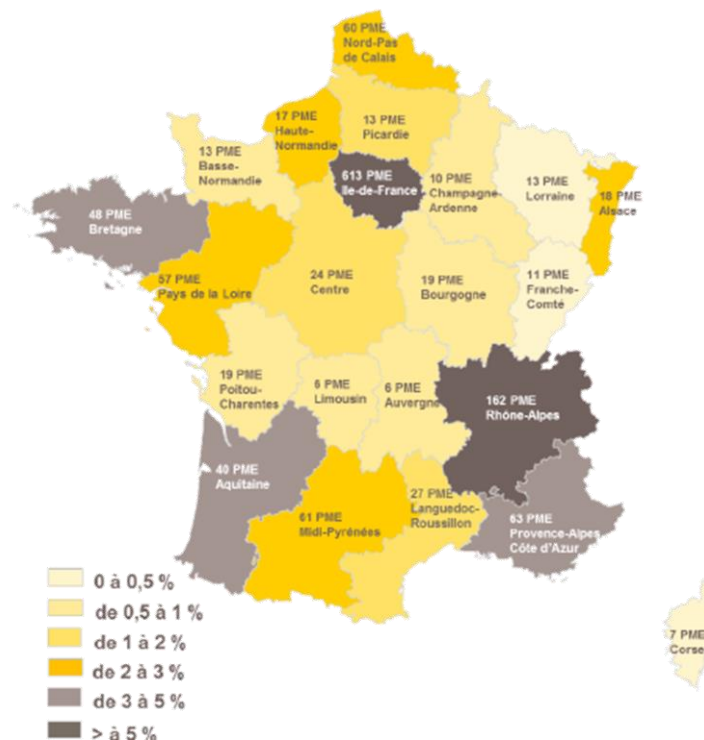 60 PME
Nord-Pas
de Calais
17 PME
Haute-
Normandie
13 PME
Picardie
13 PME
Basse-
Normandie
613 PME
Ile-de-France
10 PME
Champagne-
Ardenne
13 PME
Lorraine
18 PME
Alsace
48 PME
Bretagne
57 PME
Pays de la Loire
24 PME
Centre
19 PME
Bourgogne
11 PME
Franche-
Comté
19 PME
Poitou-
Charentes
6 PME
Limousin
6 PME
Auvergne
162 PME
Rhône-Alpes
40 PME
Aquitaine
61 PME
Midi-Pyrénées
27 PME
Languedoc-
Roussillon
63 PME
Provence-Alpes
Côte d'Azur
7 PME
Corse
0 à 0,5 %
de 0,5 à 1 %
de 1 à 2 %
de 2 à 3 %
de 3 à 5 %
> à 5 %